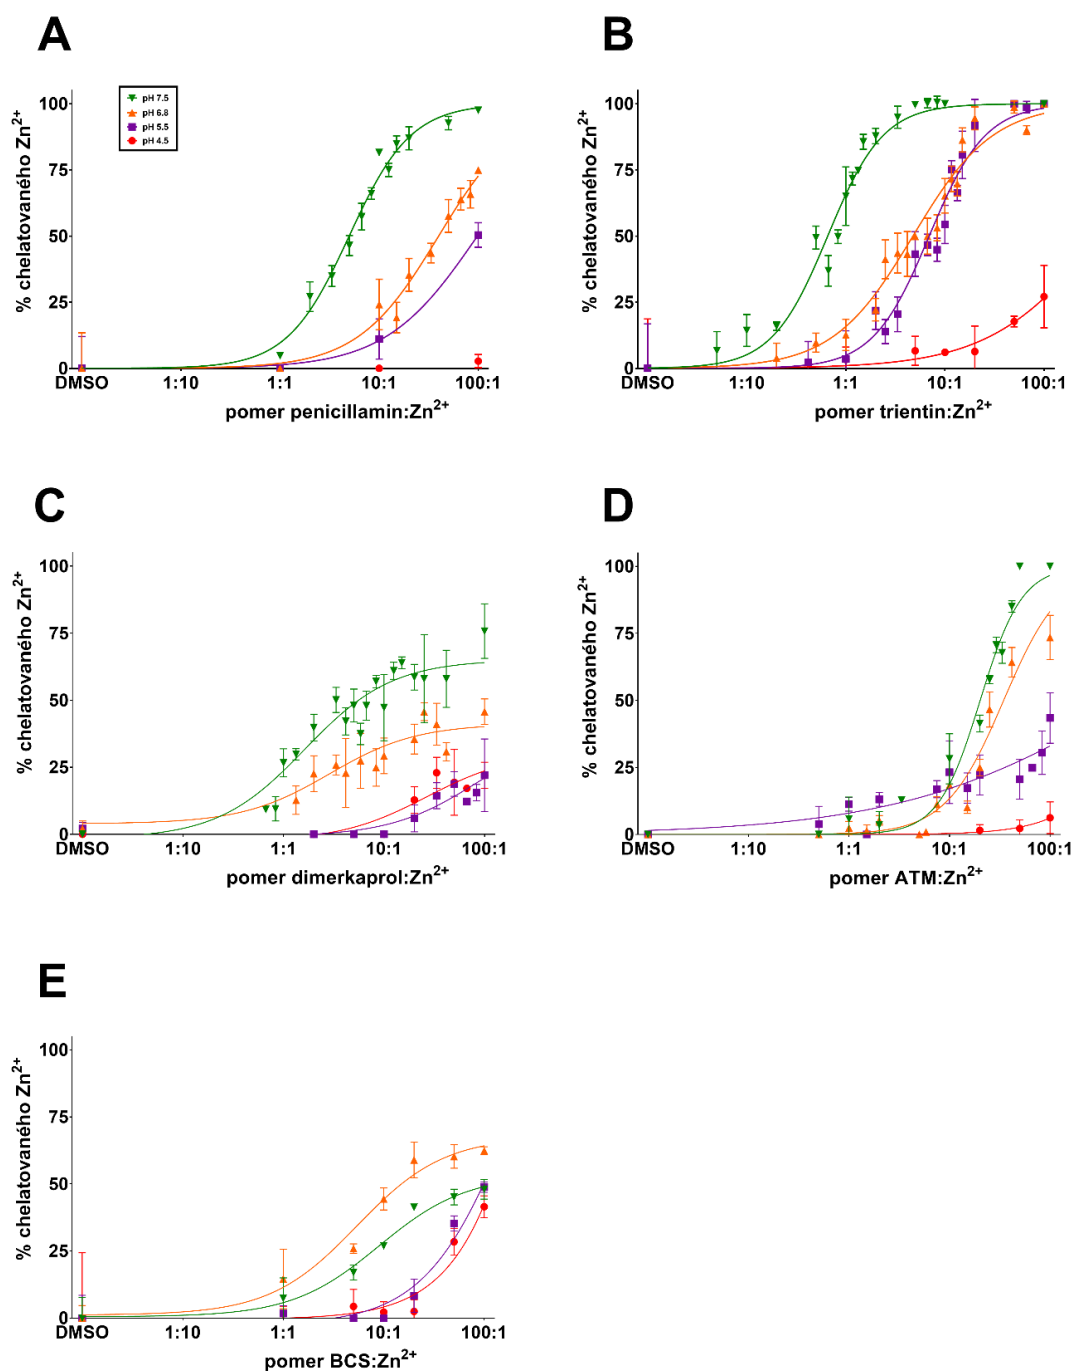 A
% chelatovaného Zn²⁺
100
75
50
25
0
pH 7.5
pH 6.8
pH 5.5
pH 4.5
DMSO 1:10 1:1 10:1 100:1
pomer penicillamin:Zn²⁺
B
% chelatovaného Zn²⁺
100
75
50
25
0
DMSO 1:10 1:1 10:1 100:1
pomer trientin:Zn²⁺
C
% chelatovaného Zn²⁺
100
75
50
25
0
DMSO 1:10 1:1 10:1 100:1
pomer dimerkaprol:Zn²⁺
D
% chelatovaného Zn²⁺
100
75
50
25
0
DMSO 1:10 1:1 10:1 100:1
pomer ATM:Zn²⁺
E
% chelatovaného Zn²⁺
100
75
50
25
0
DMSO 1:10 1:1 10:1 100:1
pomer BCS:Zn²⁺